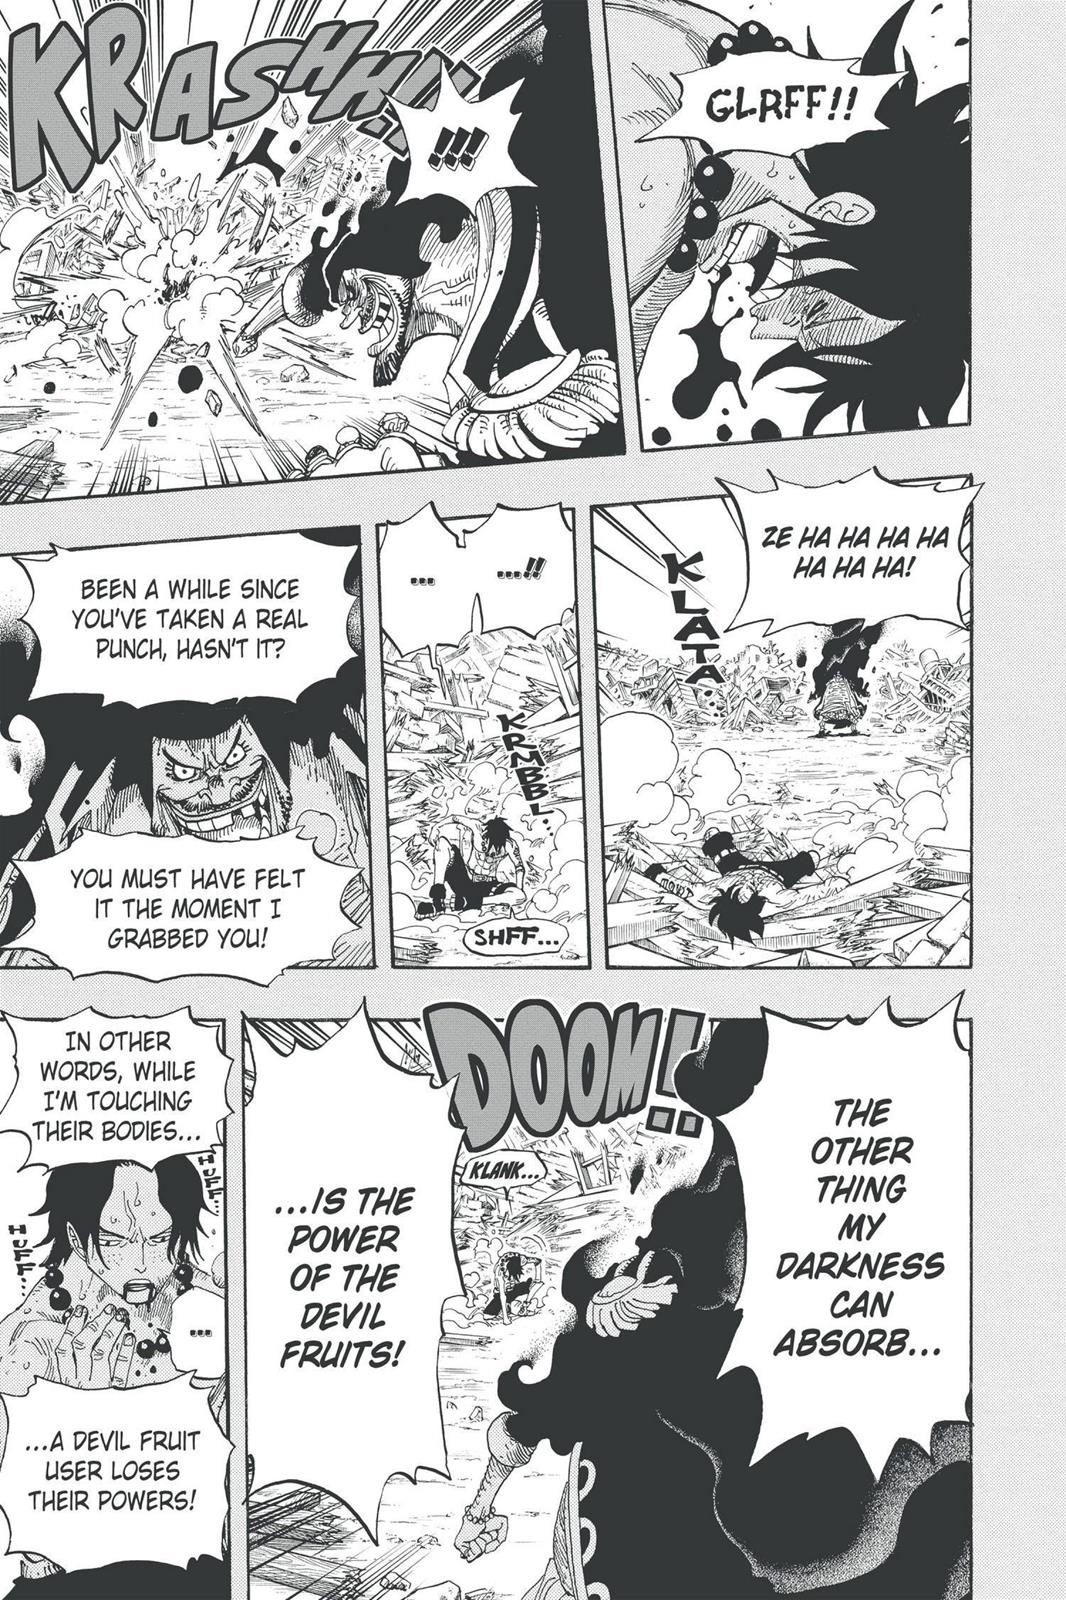 GLRFF!!
KRASHHH!!
!!!
ZE HA HA HA HA
HA HA HA!
KLATA
...!!
...
KRMBBL...
SHFF...
BEEN A WHILE SINCE
YOU'VE TAKEN A REAL
PUNCH, HASN'T IT?
YOU MUST HAVE FELT
IT THE MOMENT I
GRABBED YOU!
THE
OTHER
THING
MY
DARKNESS
CAN
ABSORB...
DOOM!!
KLANK...
...IS THE
POWER
OF THE
DEVIL
FRUITS!
IN OTHER
WORDS, WHILE
I'M TOUCHING
THEIR BODIES...
HUFF...
HUFF...
...
...A DEVIL FRUIT
USER LOSES
THEIR POWERS!